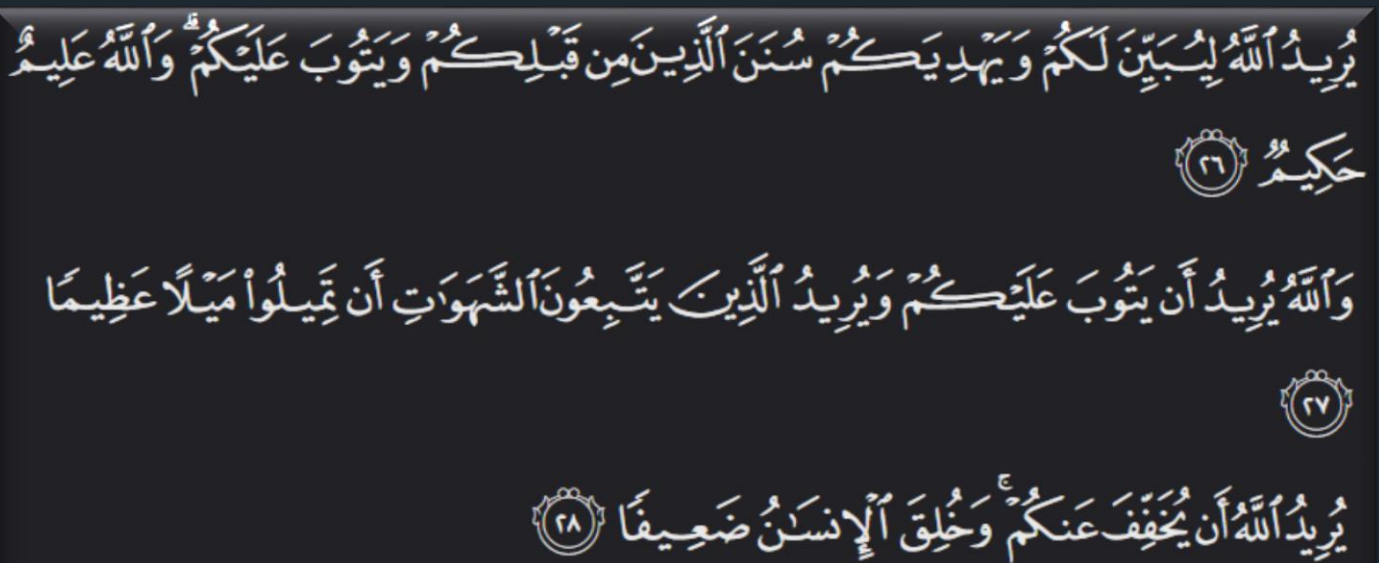 يُرِيدُ ٱللَّهُ لِيُبَيِّنَ لَكُمْ وَيَهْدِيَكُمْ سُنَنَ ٱلَّذِينَ مِن قَبْلِكُمْ وَيَتُوبَ عَلَيْكُمْ ۗ وَٱللَّهُ عَلِيمٌ
حَكِيمٌ ٢٦
وَٱللَّهُ يُرِيدُ أَن يَتُوبَ عَلَيْكُمْ وَيُرِيدُ ٱلَّذِينَ يَتَّبِعُونَ ٱلشَّهَوَٰتِ أَن تَمِيلُوا۟ مَيْلًا عَظِيمًا
٢٧
يُرِيدُ ٱللَّهُ أَن يُخَفِّفَ عَنكُمْ ۚ وَخُلِقَ ٱلْإِنسَـٰنُ ضَعِيفًا ٢٨